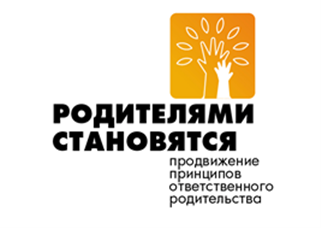 РОДИТЕЛЯМИ
СТАНОВЯТСЯ
продвижение
принципов
ответственного
родительства